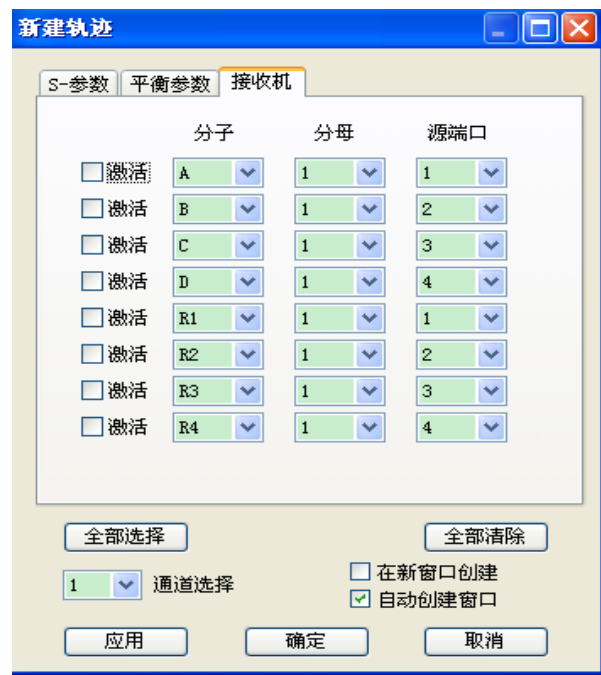 新建轨迹
S-参数 平衡参数 接收机
分子 分母 源端口
激活 A 1 1
激活 B 1 2
激活 C 1 3
激活 D 1 4
激活 R1 1 1
激活 R2 1 2
激活 R3 1 3
激活 R4 1 4
全部选择 全部清除
1 通道选择 在新窗口创建
自动创建窗口
应用 确定 取消